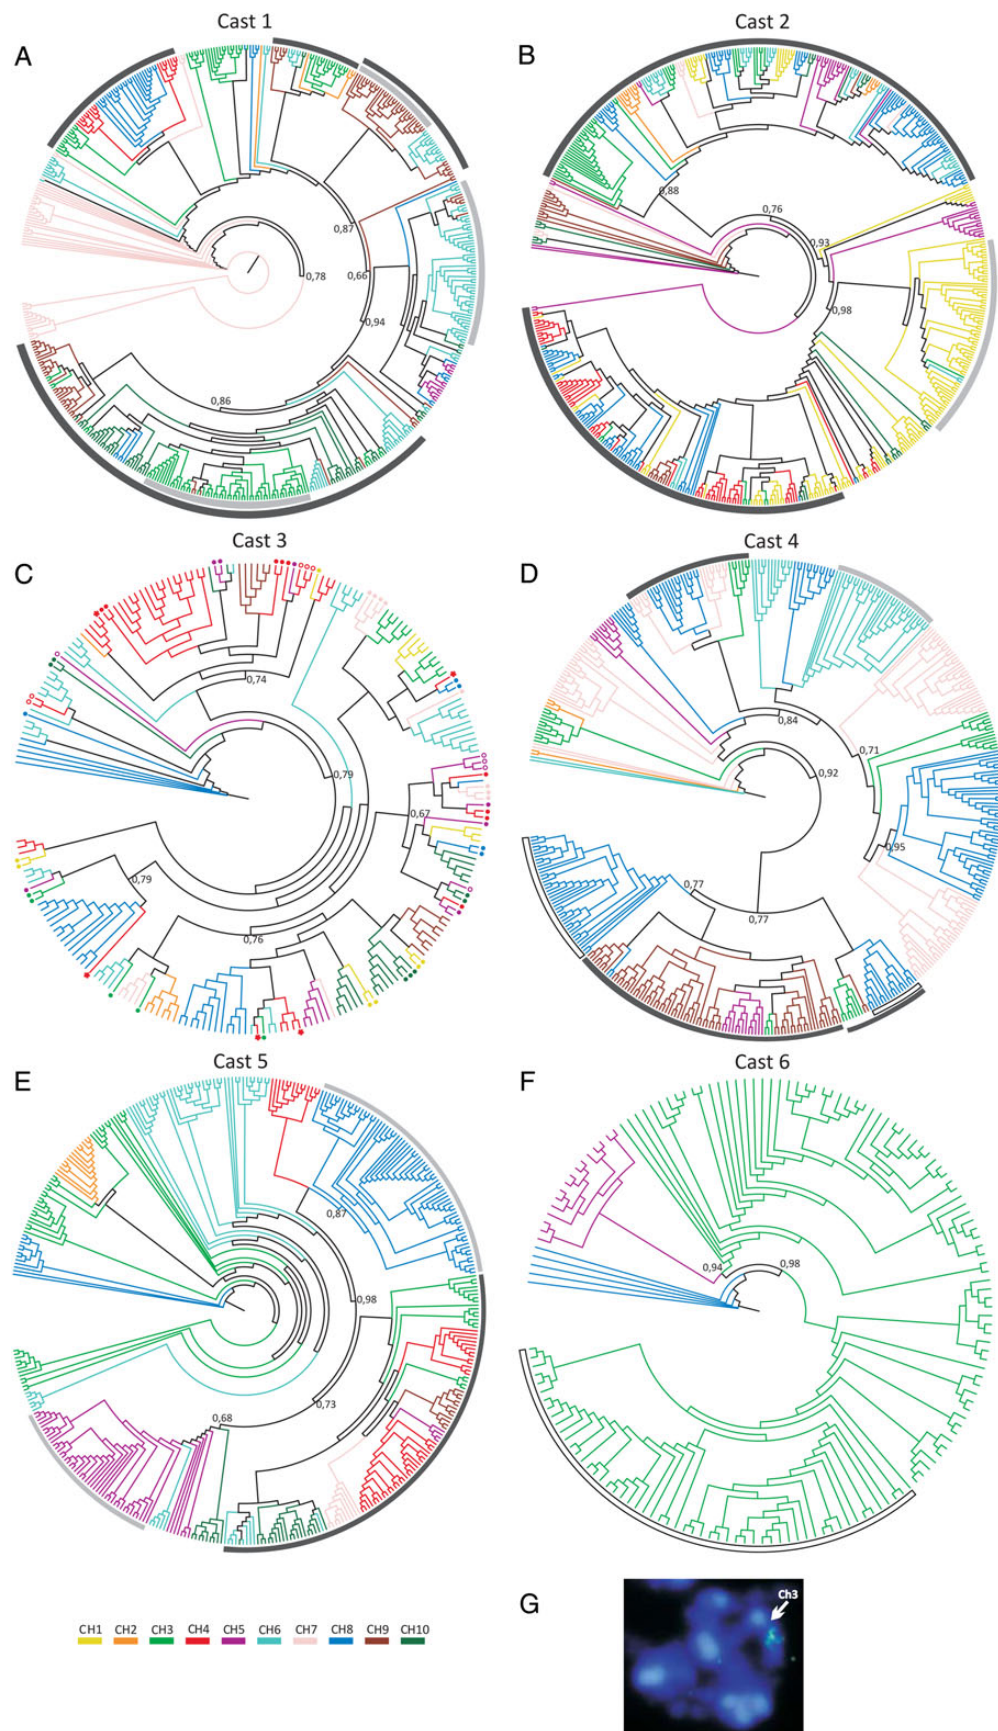 Cast 1
A
0,87
0,66
0,78
0,94
0,86
Cast 2
B
0,88
0,76
0,93
0,98
Cast 3
C
0,74
0,79
0,67
0,79
0,76
Cast 4
D
0,84
0,71
0,92
0,95
0,77
0,77
Cast 5
E
0,87
0,98
0,73
0,68
Cast 6
F
0,94
0,98
G
Ch3
CH1 CH2 CH3 CH4 CH5 CH6 CH7 CH8 CH9 CH10